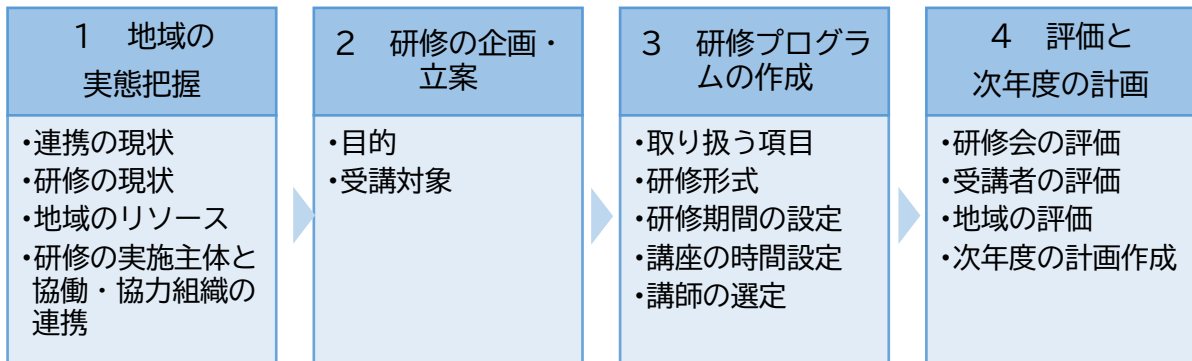 1　地域の
実態把握
・連携の現状
・研修の現状
・地域のリソース
・研修の実施主体と
協働・協力組織の
連携
2　研修の企画・
立案
・目的
・受講対象
3　研修プログラ
ムの作成
・取り扱う項目
・研修形式
・研修期間の設定
・講座の時間設定
・講師の選定
4　評価と
次年度の計画
・研修会の評価
・受講者の評価
・地域の評価
・次年度の計画作成